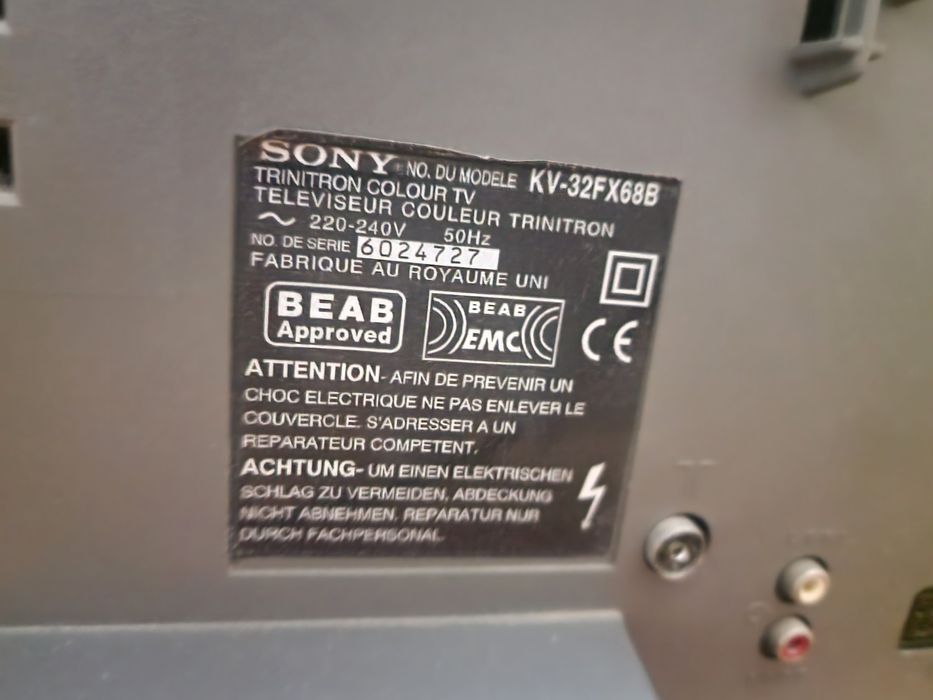 SONY NO. DU MODELE KV-32FX68B
TRINITRON COLOUR TV
TELEVISEUR COULEUR TRINITRON
~ 220-240V 50Hz
NO. DE SERIE 6024727
FABRIQUE AU ROYAUME UNI
BEAB
Approved
BEAB
EMC
CE
ATTENTION- AFIN DE PREVENIR UN
CHOC ELECTRIQUE NE PAS ENLEVER LE
COUVERCLE. S'ADRESSER A UN
REPARATEUR COMPETENT.
ACHTUNG- UM EINEN ELEKTRISCHEN
SCHLAG ZU VERMEIDEN, ABDECKUNG
NICHT ABNEHMEN. REPARATUR NUR
DURCH FACHPERSONAL.